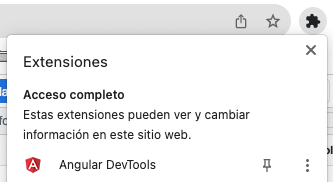 Extensiones
Acceso completo
Estas extensiones pueden ver y cambiar
información en este sitio web.
Angular DevTools